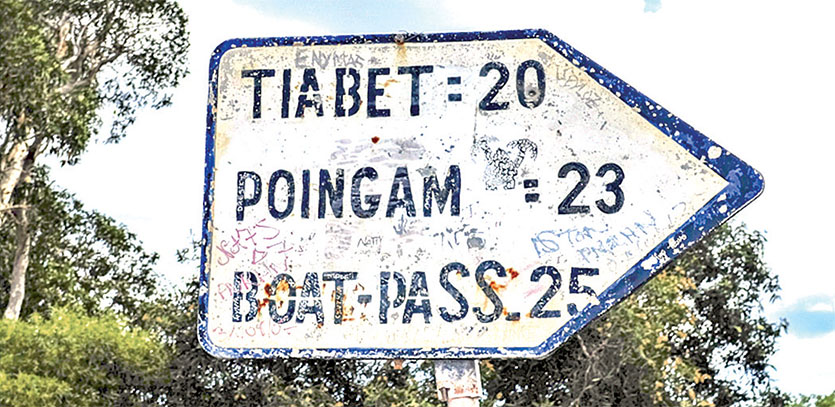 TIABET = 20
POINGAM = 23
BOAT-PASS. 25